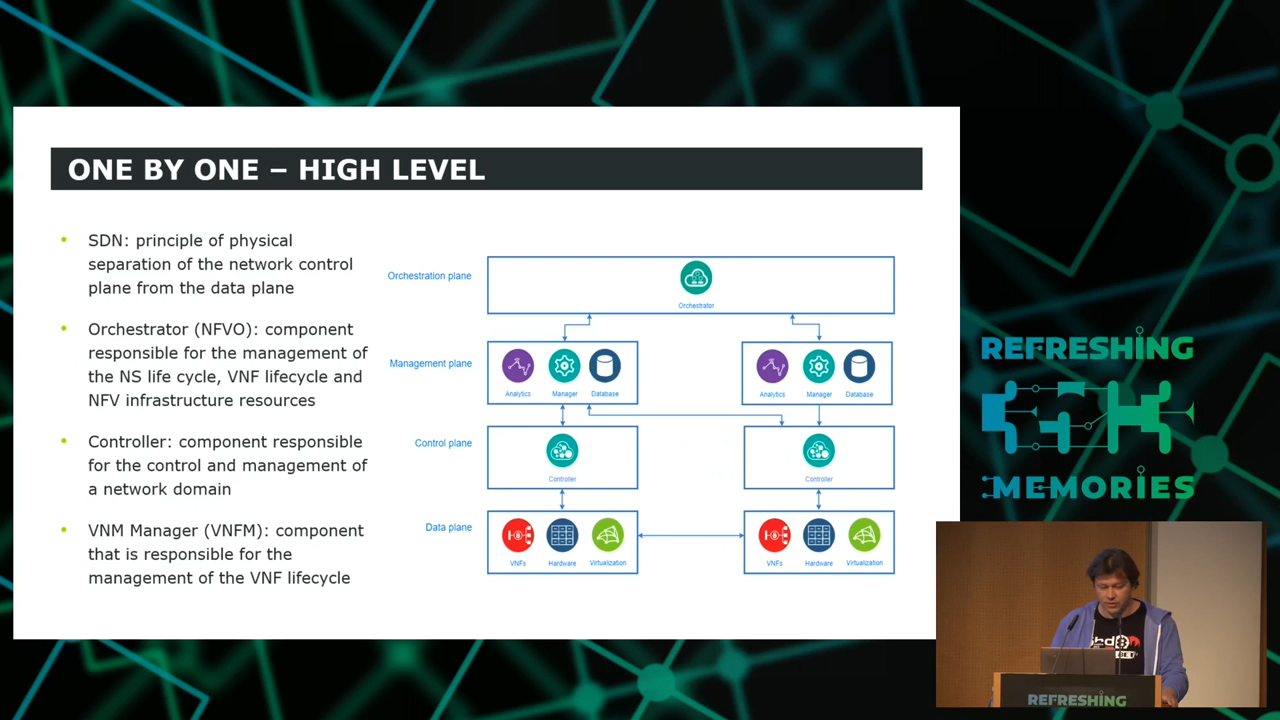 ONE BY ONE – HIGH LEVEL
• SDN: principle of physical
separation of the network control
plane from the data plane
• Orchestrator (NFVO): component
responsible for the management of
the NS life cycle, VNF lifecycle and
NFV infrastructure resources
• Controller: component responsible
for the control and management of
a network domain
• VNM Manager (VNFM): component
that is responsible for the
management of the VNF lifecycle
Orchestration plane
Orchestrator
Management plane
Analytics Manager Database
Analytics Manager Database
Control plane
Controller
Controller
Data plane
VNFs Hardware Virtualization
VNFs Hardware Virtualization
REFRESHING
MEMORIES
REFRESHING